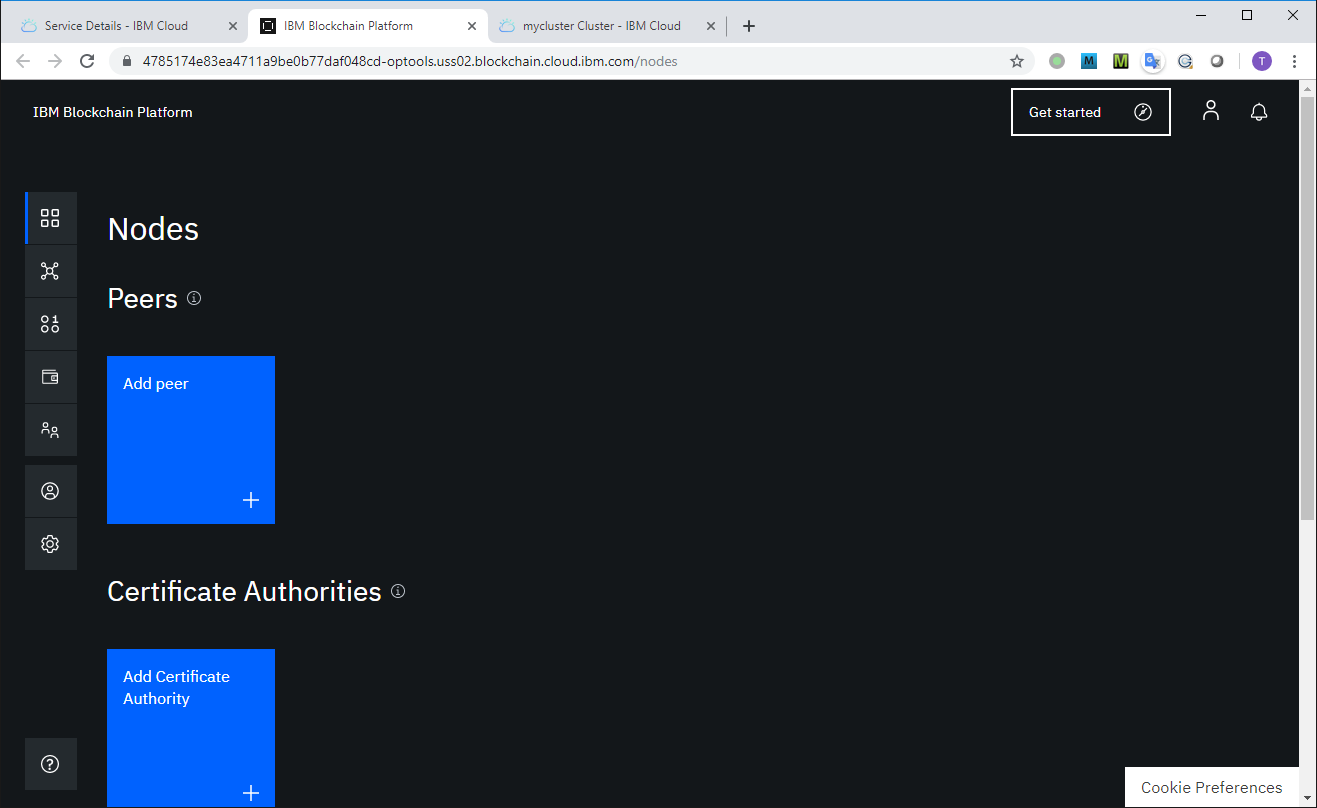 Service Details - IBM Cloud
IBM Blockchain Platform
mycluster Cluster - IBM Cloud
4785174e83ea4711a9be0b77daf048cd-optools.uss02.blockchain.cloud.ibm.com/nodes
M
M
G
T
IBM Blockchain Platform
Get started
Nodes
Peers
Add peer
Certificate Authorities
Add Certificate
Authority
Cookie Preferences